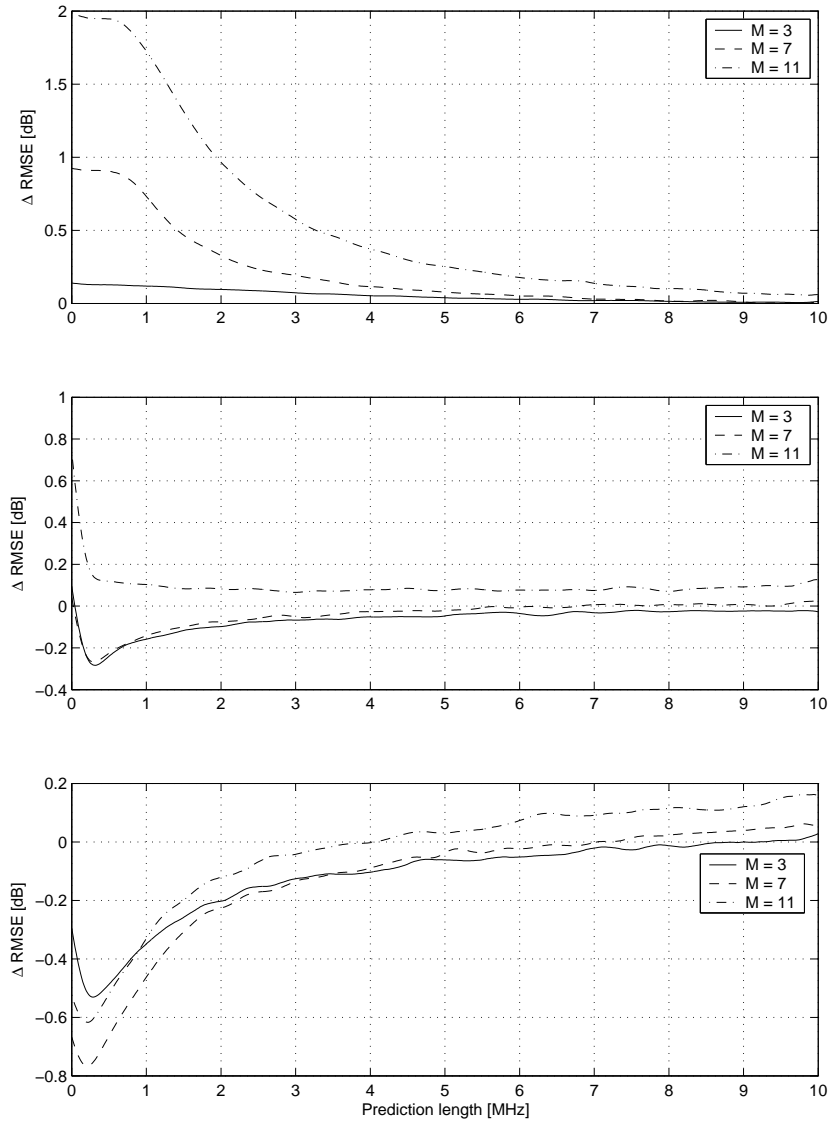 2
1.5
1
0.5
0
Δ RMSE [dB]
0 1 2 3 4 5 6 7 8 9 10
M = 3
M = 7
M = 11
1
0.8
0.6
0.4
0.2
0
−0.2
−0.4
Δ RMSE [dB]
0 1 2 3 4 5 6 7 8 9 10
M = 3
M = 7
M = 11
0.2
0
−0.2
−0.4
−0.6
−0.8
Δ RMSE [dB]
0 1 2 3 4 5 6 7 8 9 10
M = 3
M = 7
M = 11
Prediction length [MHz]